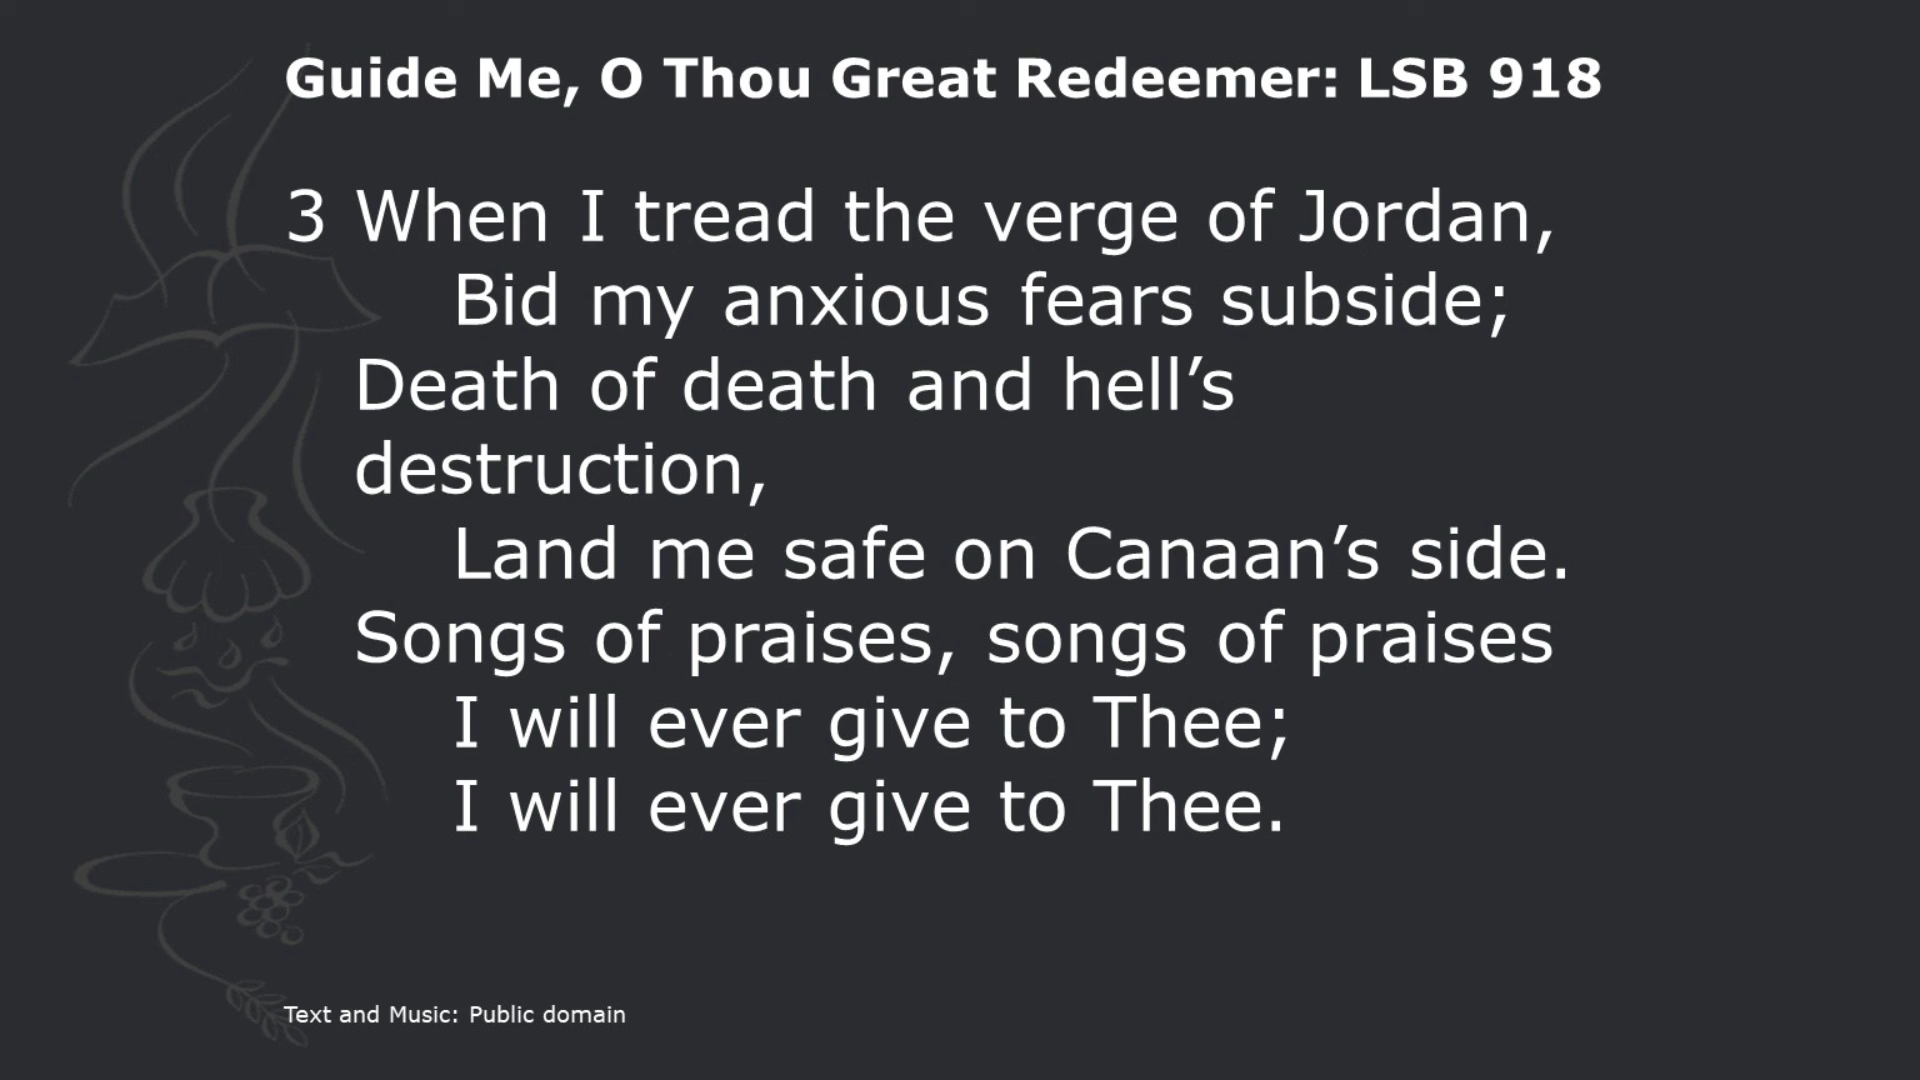 Guide Me, O Thou Great Redeemer: LSB 918
3 When I tread the verge of Jordan,
Bid my anxious fears subside;
Death of death and hell’s
destruction,
Land me safe on Canaan’s side.
Songs of praises, songs of praises
I will ever give to Thee;
I will ever give to Thee.
Text and Music: Public domain